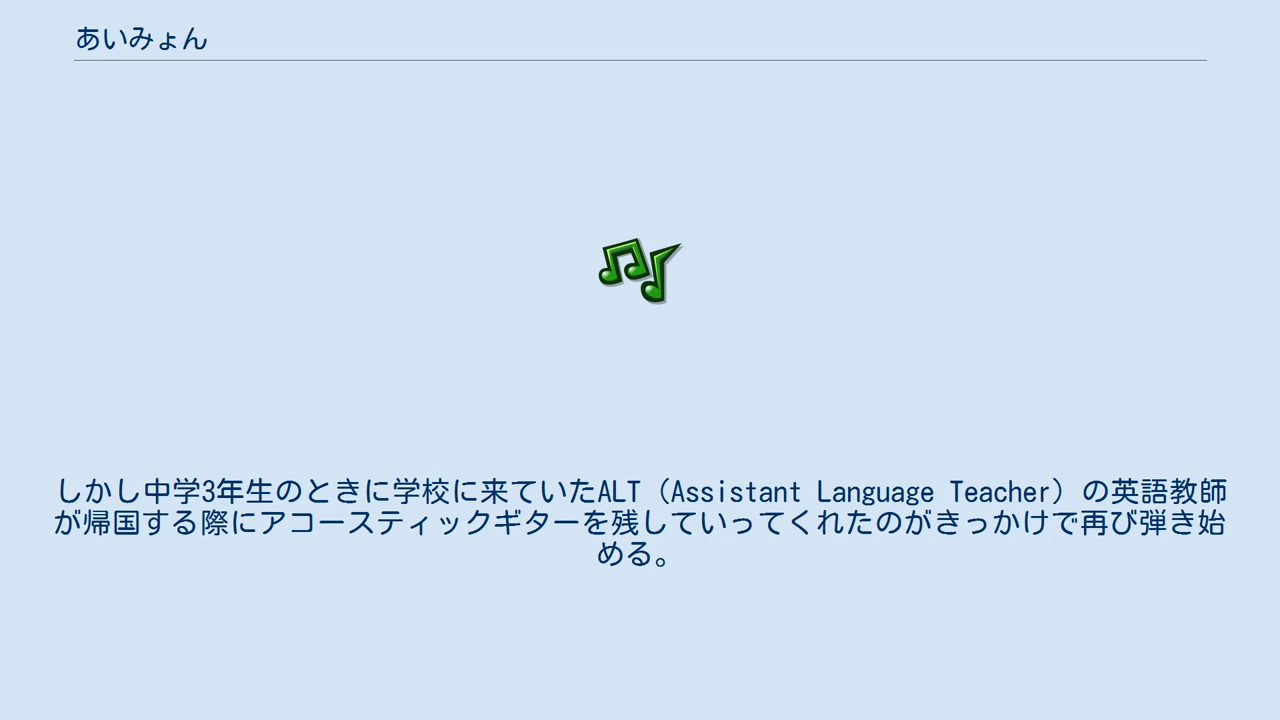 あいみょん
しかし中学3年生のときに学校に来ていたALT（Assistant Language Teacher）の英語教師
が帰国する際にアコースティックギターを残していってくれたのがきっかけで再び弾き始
める。